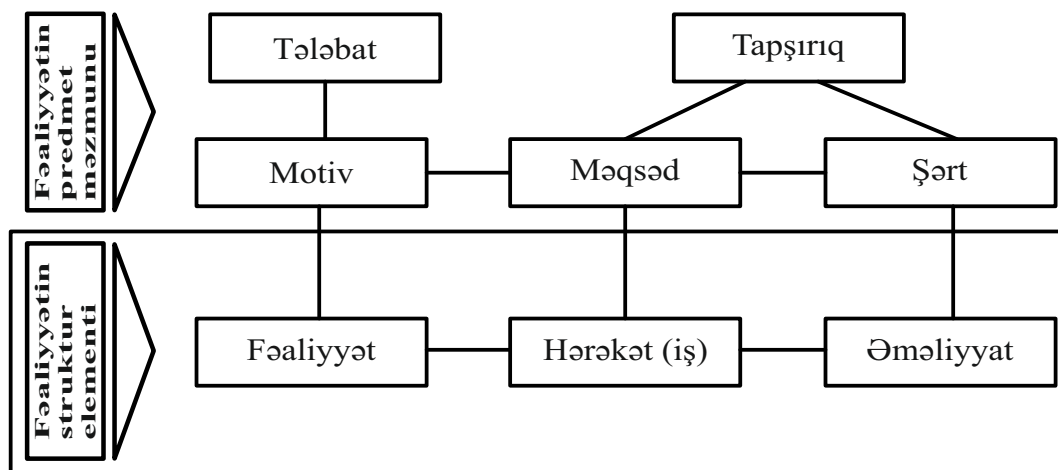 Fəaliyyətin
predmet
məzmunu
Tələbat
Tapşırıq
Motiv
Məqsəd
Şərt
Fəaliyyətin
struktur
elementi
Fəaliyyət
Hərəkət (iş)
Əməliyyat